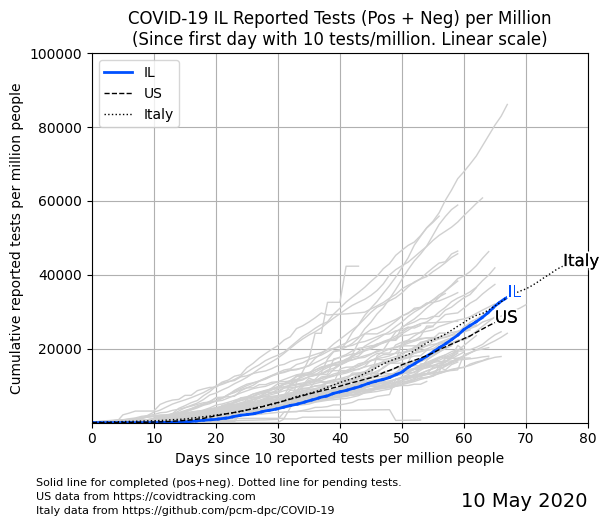 COVID-19 IL Reported Tests (Pos + Neg) per Million
(Since first day with 10 tests/million. Linear scale)
Cumulative reported tests per million people
100000
80000
60000
40000
20000
IL
US
Italy
Italy
IL
US
0 10 20 30 40 50 60 70 80
Days since 10 reported tests per million people
Solid line for completed (pos+neg). Dotted line for pending tests.
US data from https://covidtracking.com
Italy data from https://github.com/pcm-dpc/COVID-19
10 May 2020